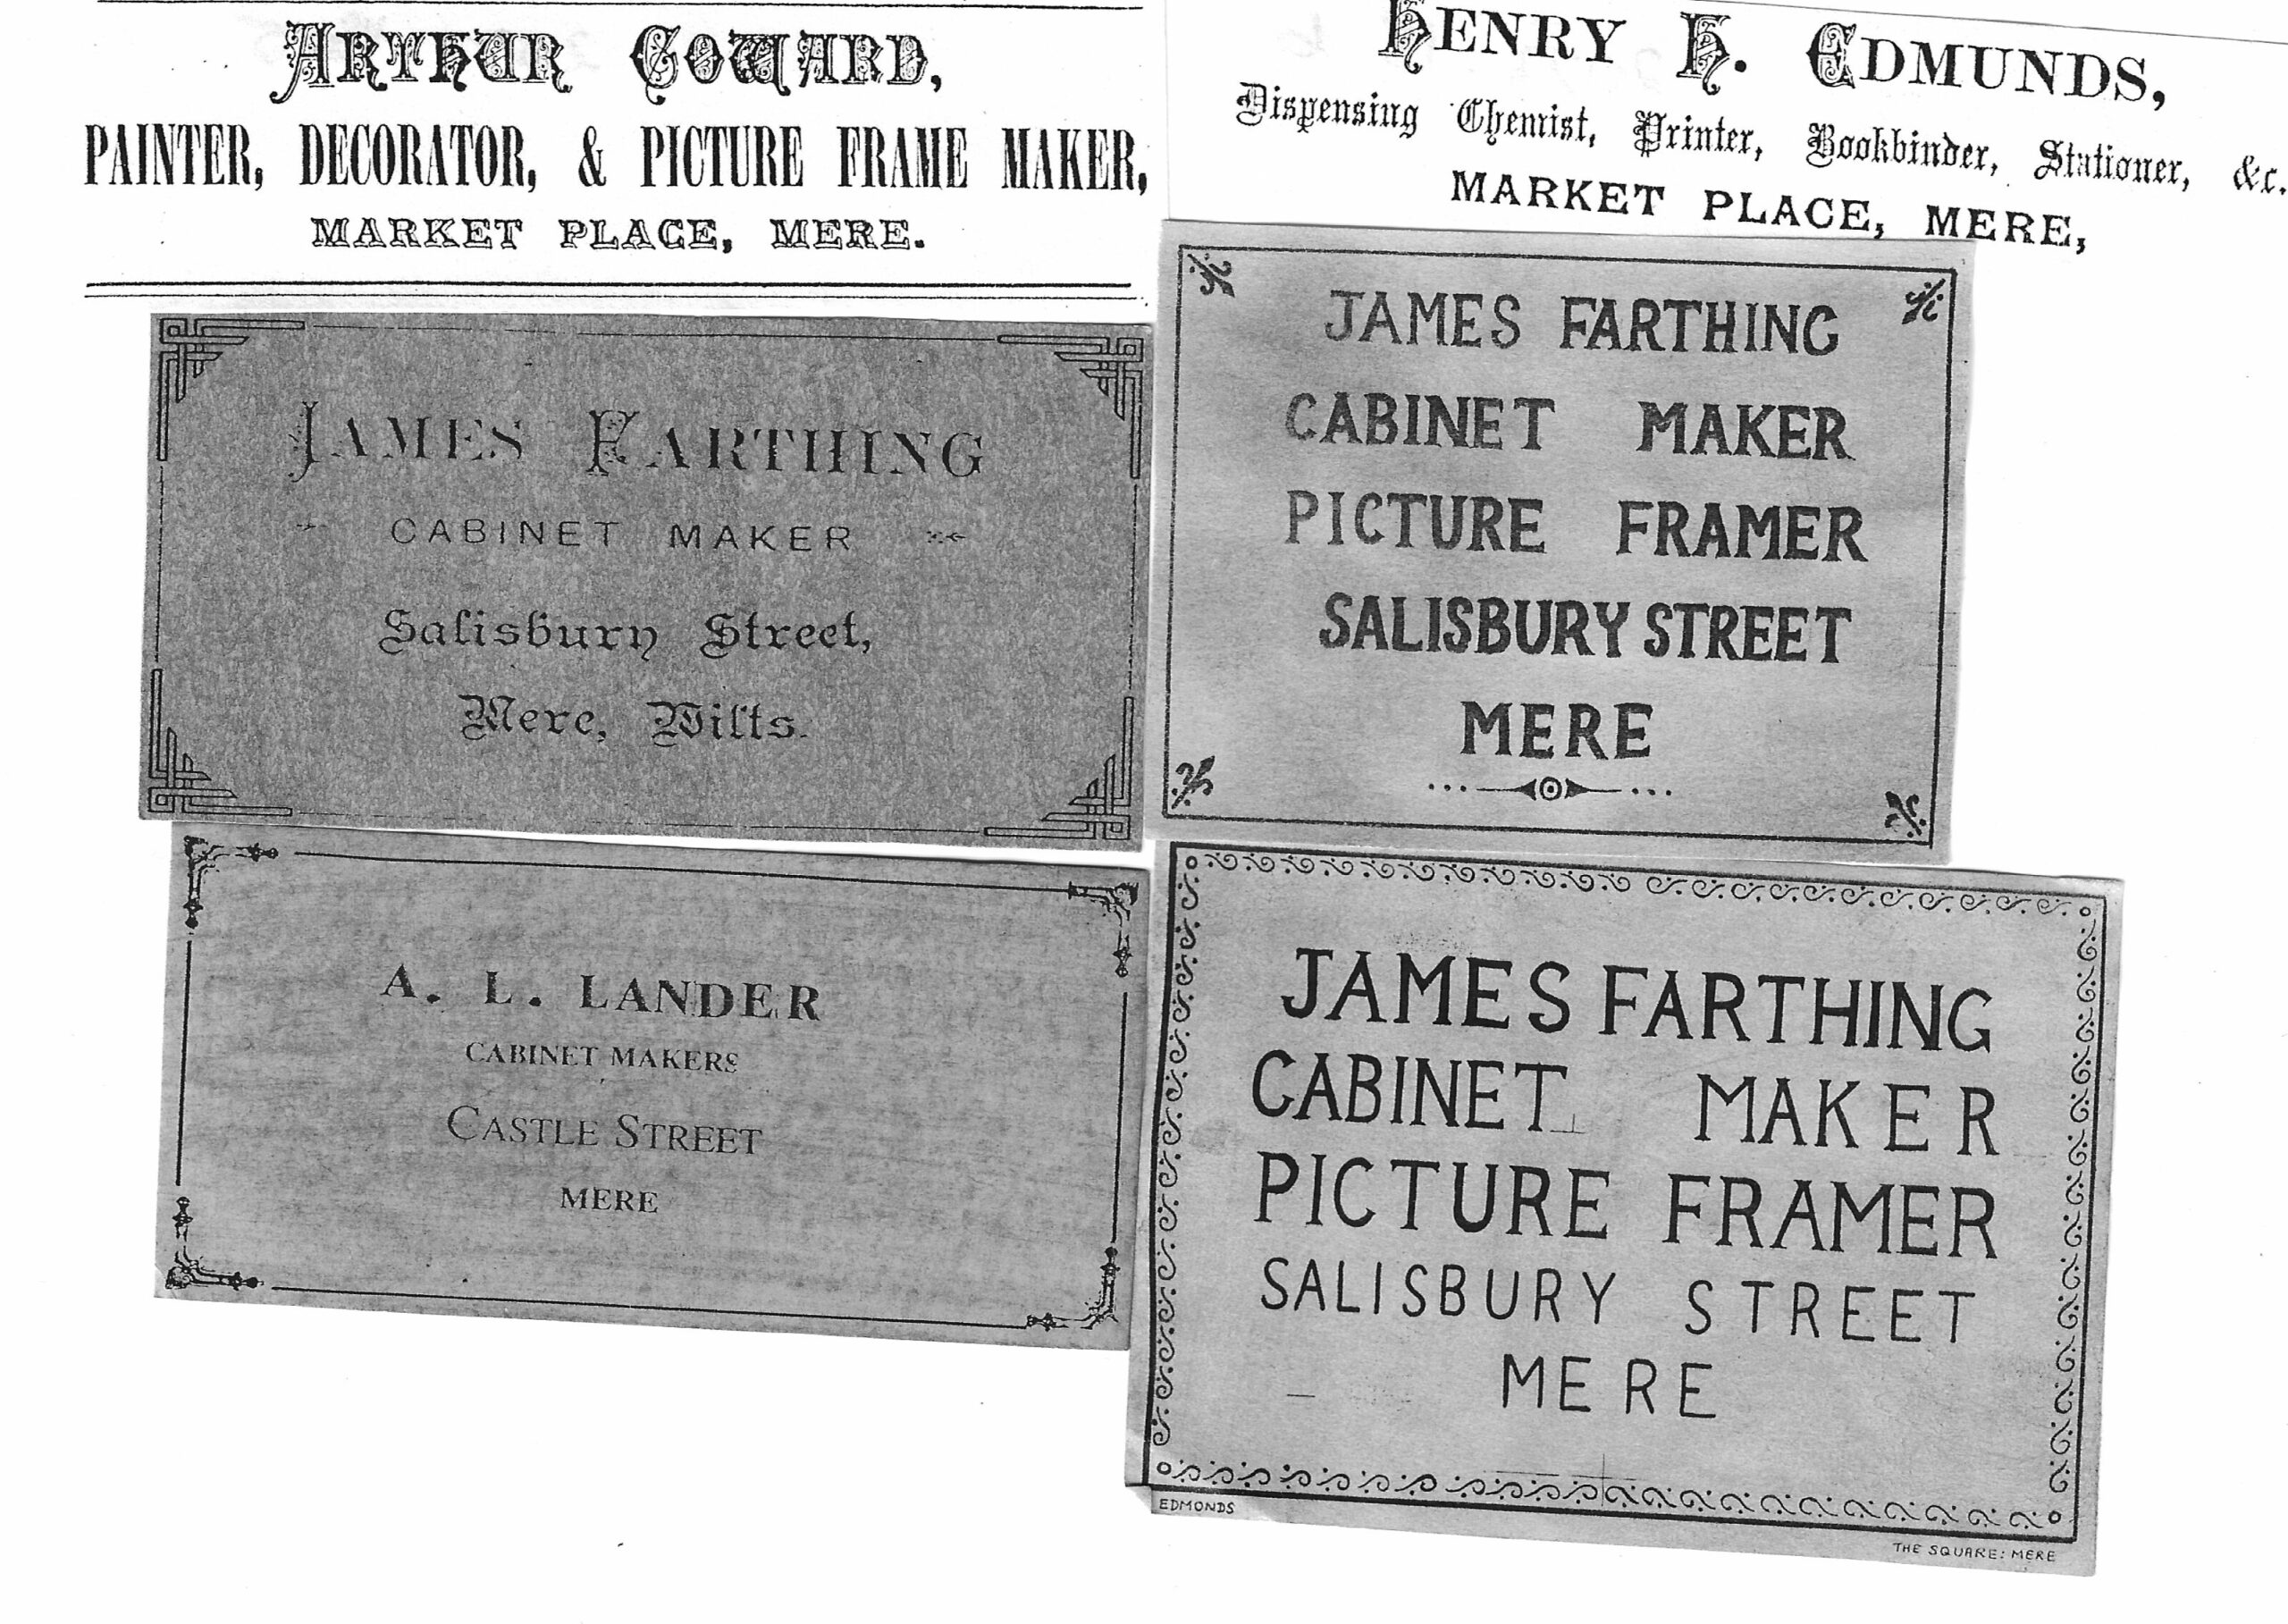 ARTHUR COWARD,
PAINTER, DECORATOR, & PICTURE FRAME MAKER,
MARKET PLACE, MERE.
HENRY H. EDMUNDS,
Dispensing Chemist, Printer, Bookbinder, Stationer, &c.
MARKET PLACE, MERE,
JAMES FARTHING
CABINET MAKER
Salisbury Street,
Mere, Wilts.
JAMES FARTHING
CABINET MAKER
PICTURE FRAMER
SALISBURY STREET
MERE
A. L. LANDER
CABINET MAKERS
CASTLE STREET
MERE
JAMES FARTHING
CABINET MAKER
PICTURE FRAMER
SALISBURY STREET
MERE
EDMONDS
THE SQUARE: MERE